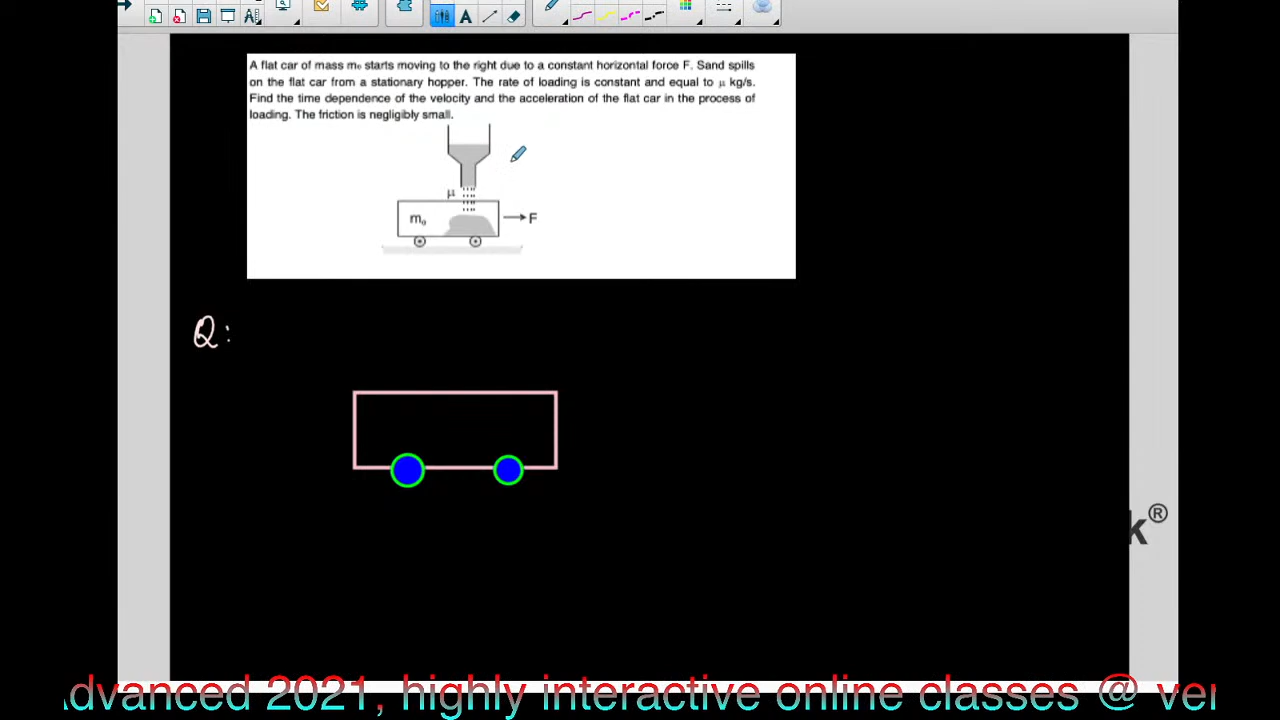 A flat car of mass m₀ starts moving to the right due to a constant horizontal force F. Sand spills
on the flat car from a stationary hopper. The rate of loading is constant and equal to μ kg/s.
Find the time dependence of the velocity and the acceleration of the flat car in the process of
loading. The friction is negligibly small.
μ
m₀
F
Q:
k®
dvanced 2021, highly interactive online classes @ ver